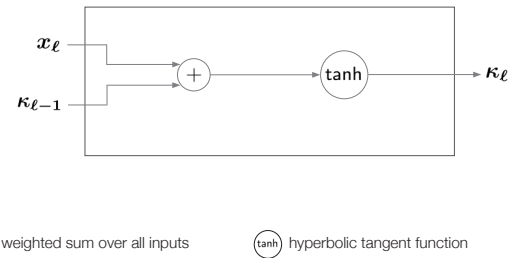 x_ℓ
+
tanh
κ_ℓ
κ_{ℓ−1}
weighted sum over all inputs
tanh hyperbolic tangent function